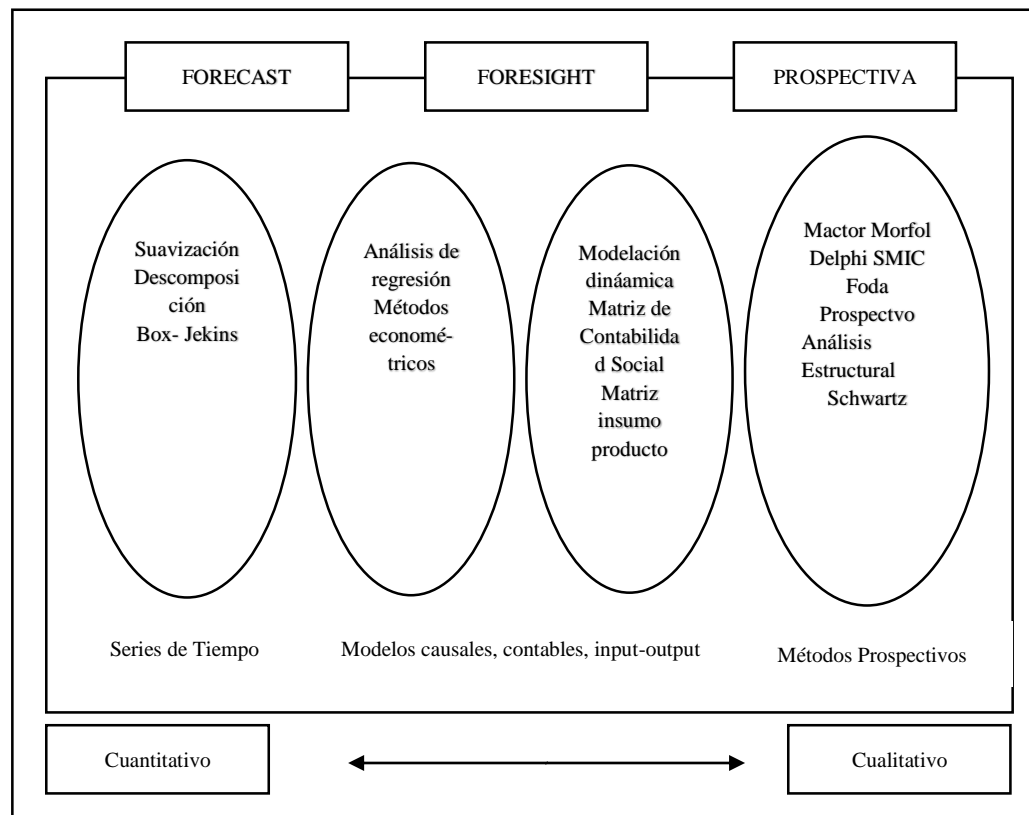 FORECAST
FORESIGHT
PROSPECTIVA
Suavización
Descomposi
ción
Box- Jekins
Análisis de
regresión
Métodos
economé-
tricos
Modelación
dináamica
Matriz de
Contabilida
d Social
Matriz
insumo
producto
Mactor Morfol
Delphi SMIC
Foda
Prospectvo
Análisis
Estructural
Schwartz
Series de Tiempo
Modelos causales, contables, input-output
Métodos Prospectivos
Cuantitativo
Cualitativo